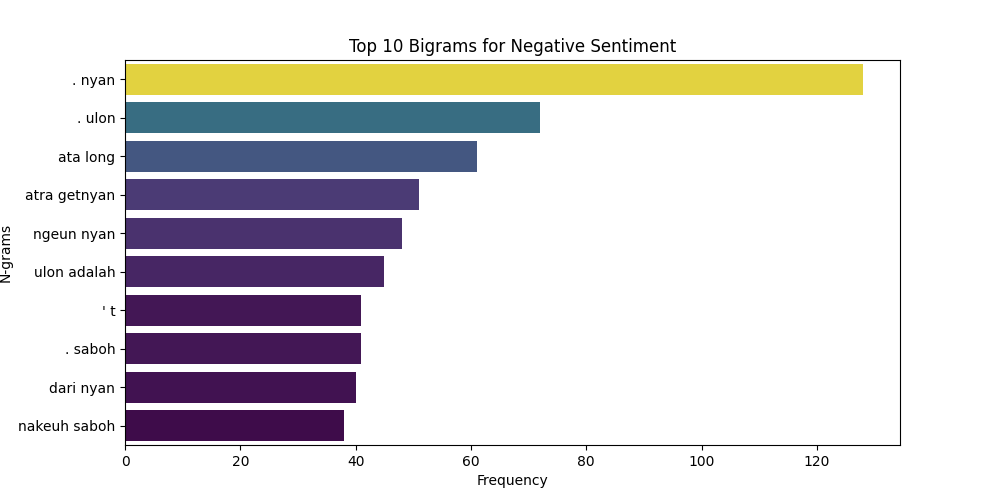 Top 10 Bigrams for Negative Sentiment
N-grams
. nyan
. ulon
ata long
atra getnyan
ngeun nyan
ulon adalah
' t
. saboh
dari nyan
nakeuh saboh
0 20 40 60 80 100 120
Frequency